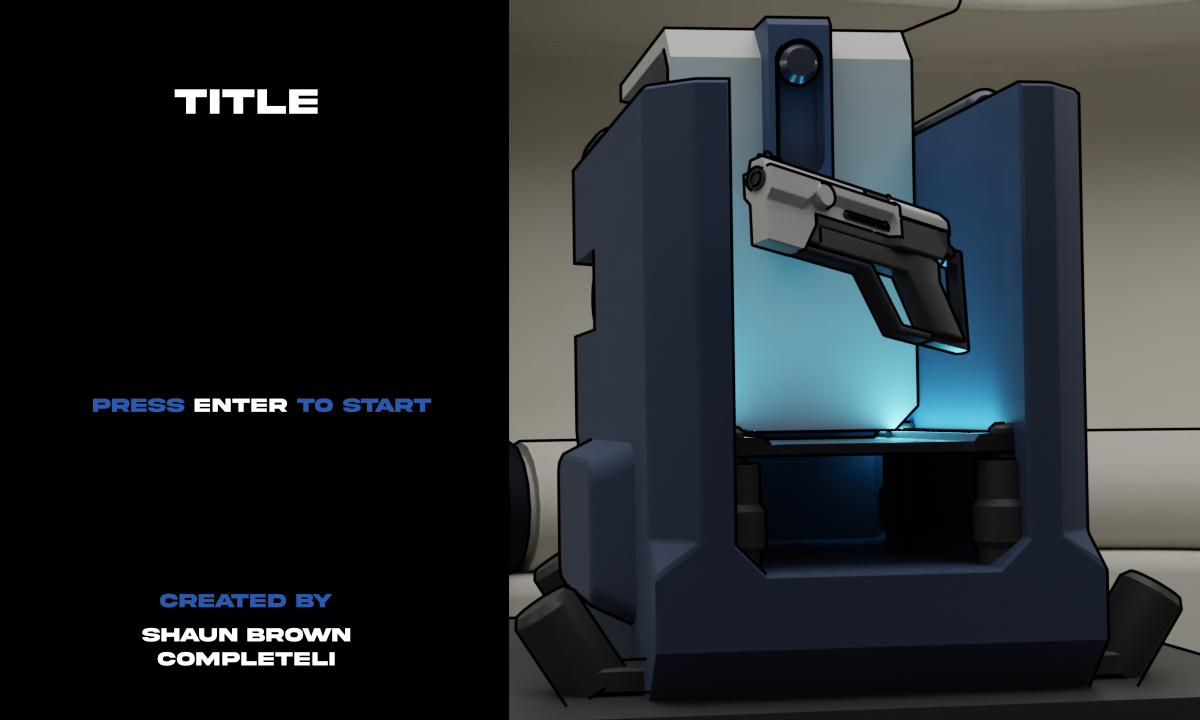 TITLE
PRESS ENTER TO START
CREATED BY
SHAUN BROWN
COMPLETELI